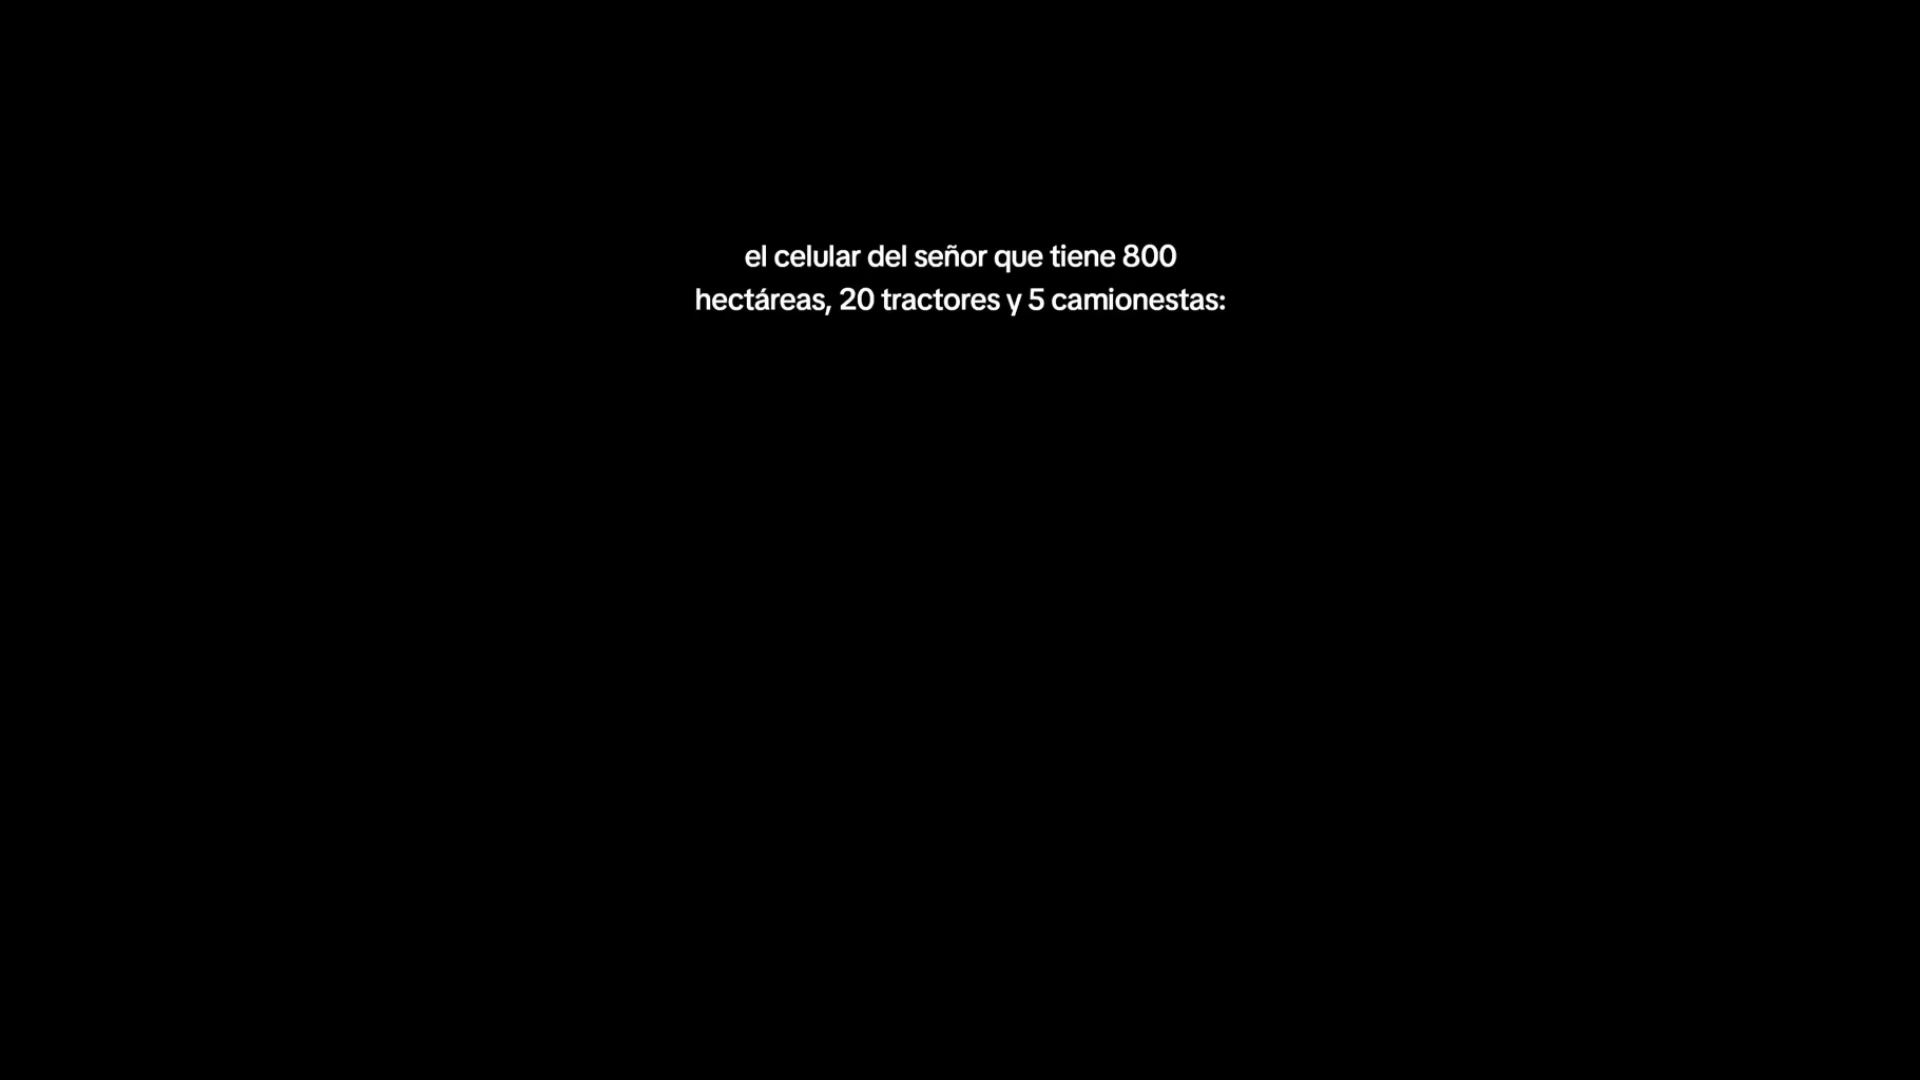 el celular del señor que tiene 800
hectáreas, 20 tractores y 5 camionestas: